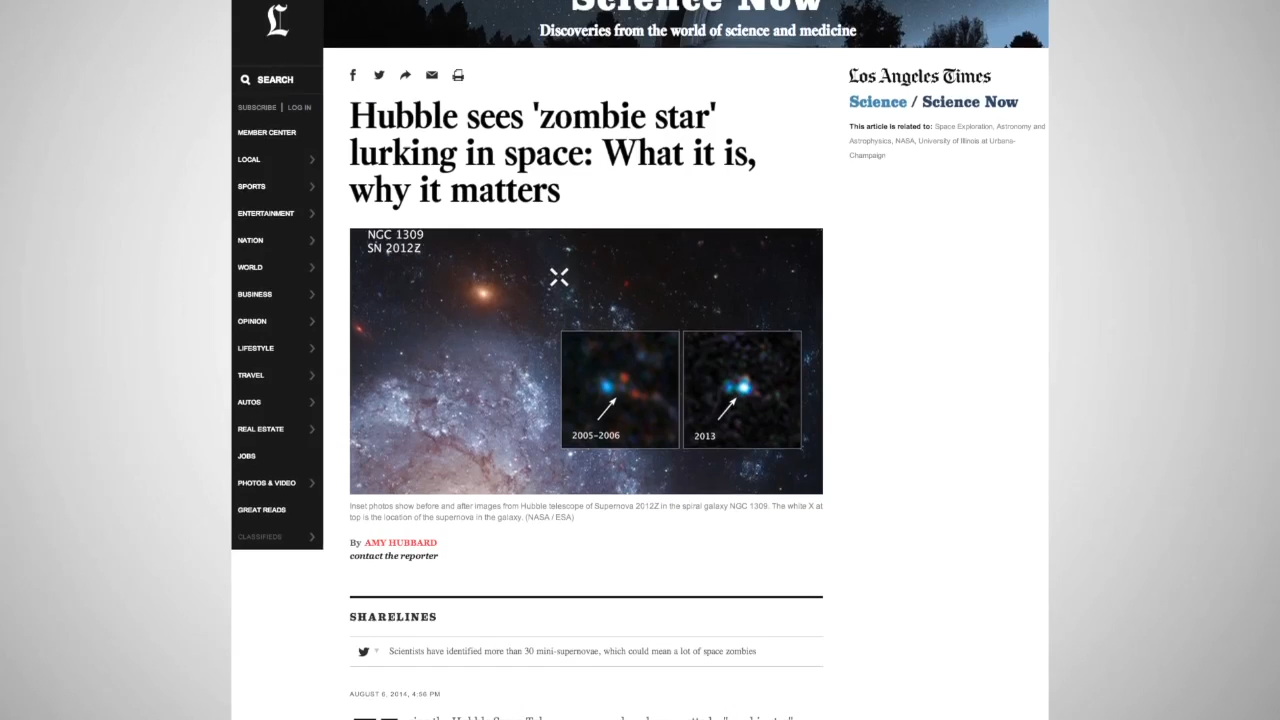 Science Now
Discoveries from the world of science and medicine
L
SEARCH
SUBSCRIBE | LOG IN
MEMBER CENTER
LOCAL
SPORTS
ENTERTAINMENT
NATION
WORLD
BUSINESS
OPINION
LIFESTYLE
TRAVEL
AUTOS
REAL ESTATE
JOBS
PHOTOS & VIDEO
GREAT READS
CLASSIFIEDS
Hubble sees 'zombie star'
lurking in space: What it is,
why it matters
NGC 1309
SN 2012Z
2005-2006
2013
Inset photos show before and after images from Hubble telescope of Supernova 2012Z in the spiral galaxy NGC 1309. The white X at
top is the location of the supernova in the galaxy. (NASA / ESA)
By AMY HUBBARD
contact the reporter
SHARELINES
Scientists have identified more than 30 mini-supernovae, which could mean a lot of space zombies
AUGUST 6, 2014, 4:56 PM
Los Angeles Times
Science / Science Now
This article is related to: Space Exploration, Astronomy and
Astrophysics, NASA, University of Illinois at Urbana-
Champaign